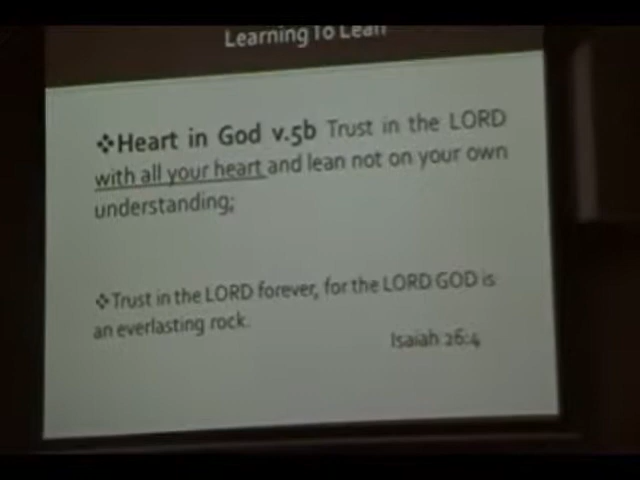 Learning To Lean
❖Heart in God v.5b Trust in the LORD
with all your heart and lean not on your own
understanding;
❖Trust in the LORD forever, for the LORD GOD is
an everlasting rock.
Isaiah 26:4